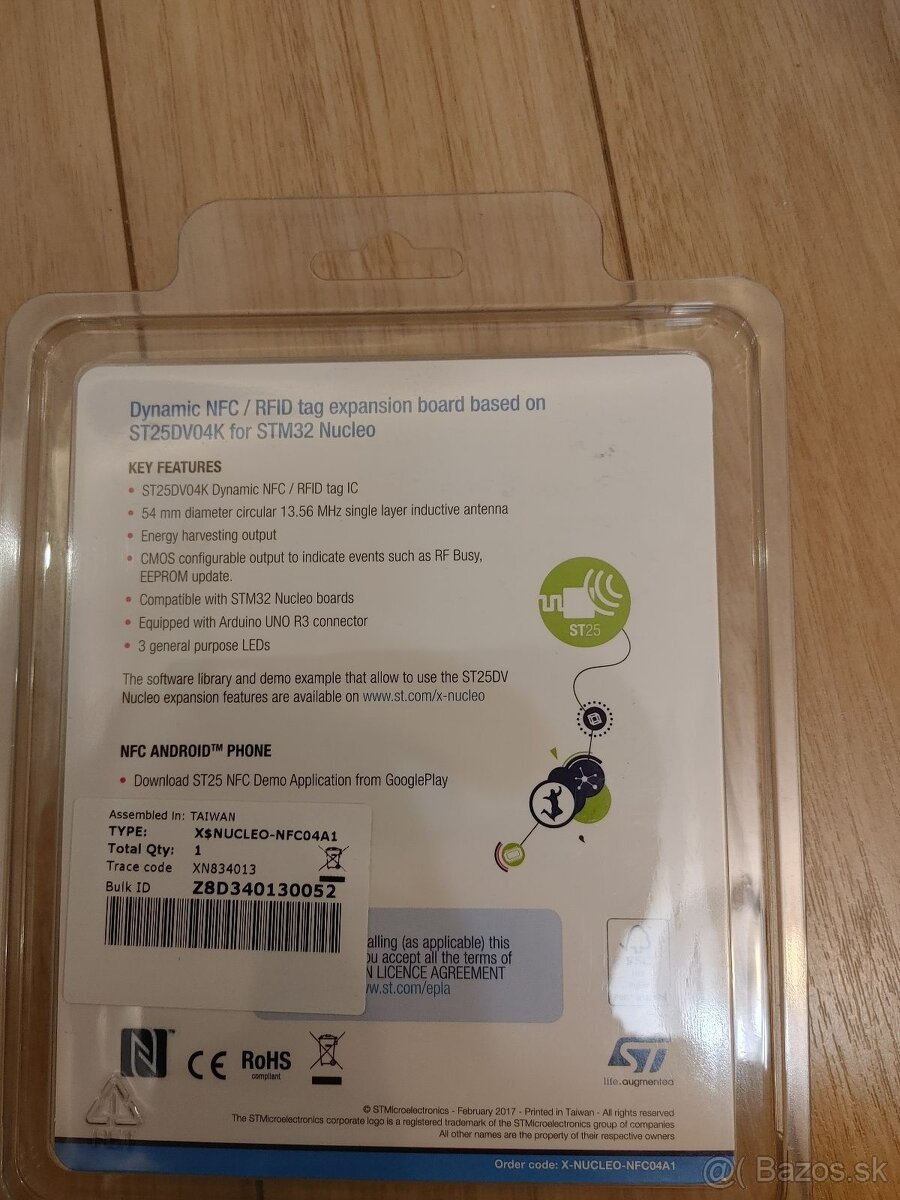 Dynamic NFC / RFID tag expansion board based on
ST25DV04K for STM32 Nucleo
KEY FEATURES
• ST25DV04K Dynamic NFC / RFID tag IC
• 54 mm diameter circular 13.56 MHz single layer inductive antenna
• Energy harvesting output
• CMOS configurable output to indicate events such as RF Busy,
EEPROM update.
• Compatible with STM32 Nucleo boards
• Equipped with Arduino UNO R3 connector
• 3 general purpose LEDs
ST25
The software library and demo example that allow to use the ST25DV
Nucleo expansion features are available on www.st.com/x-nucleo
NFC ANDROID™ PHONE
• Download ST25 NFC Demo Application from GooglePlay
Assembled in: TAIWAN
TYPE: X$NUCLEO-NFC04A1
Total Qty: 1
Trace code XN834013
Bulk ID Z8D340130052
alling (as applicable) this
ou accept all the terms of
N LICENCE AGREEMENT
ww.st.com/epla
N™
CE
RoHS
compliant
ST
life.augmented
PET
© STMicroelectronics - February 2017 - Printed in Taiwan - All rights reserved
The STMicroelectronics corporate logo is a registered trademark of the STMicroelectronics group of companies
All other names are the property of their respective owners
Order code: X-NUCLEO-NFC04A1
@( Bazos.sk